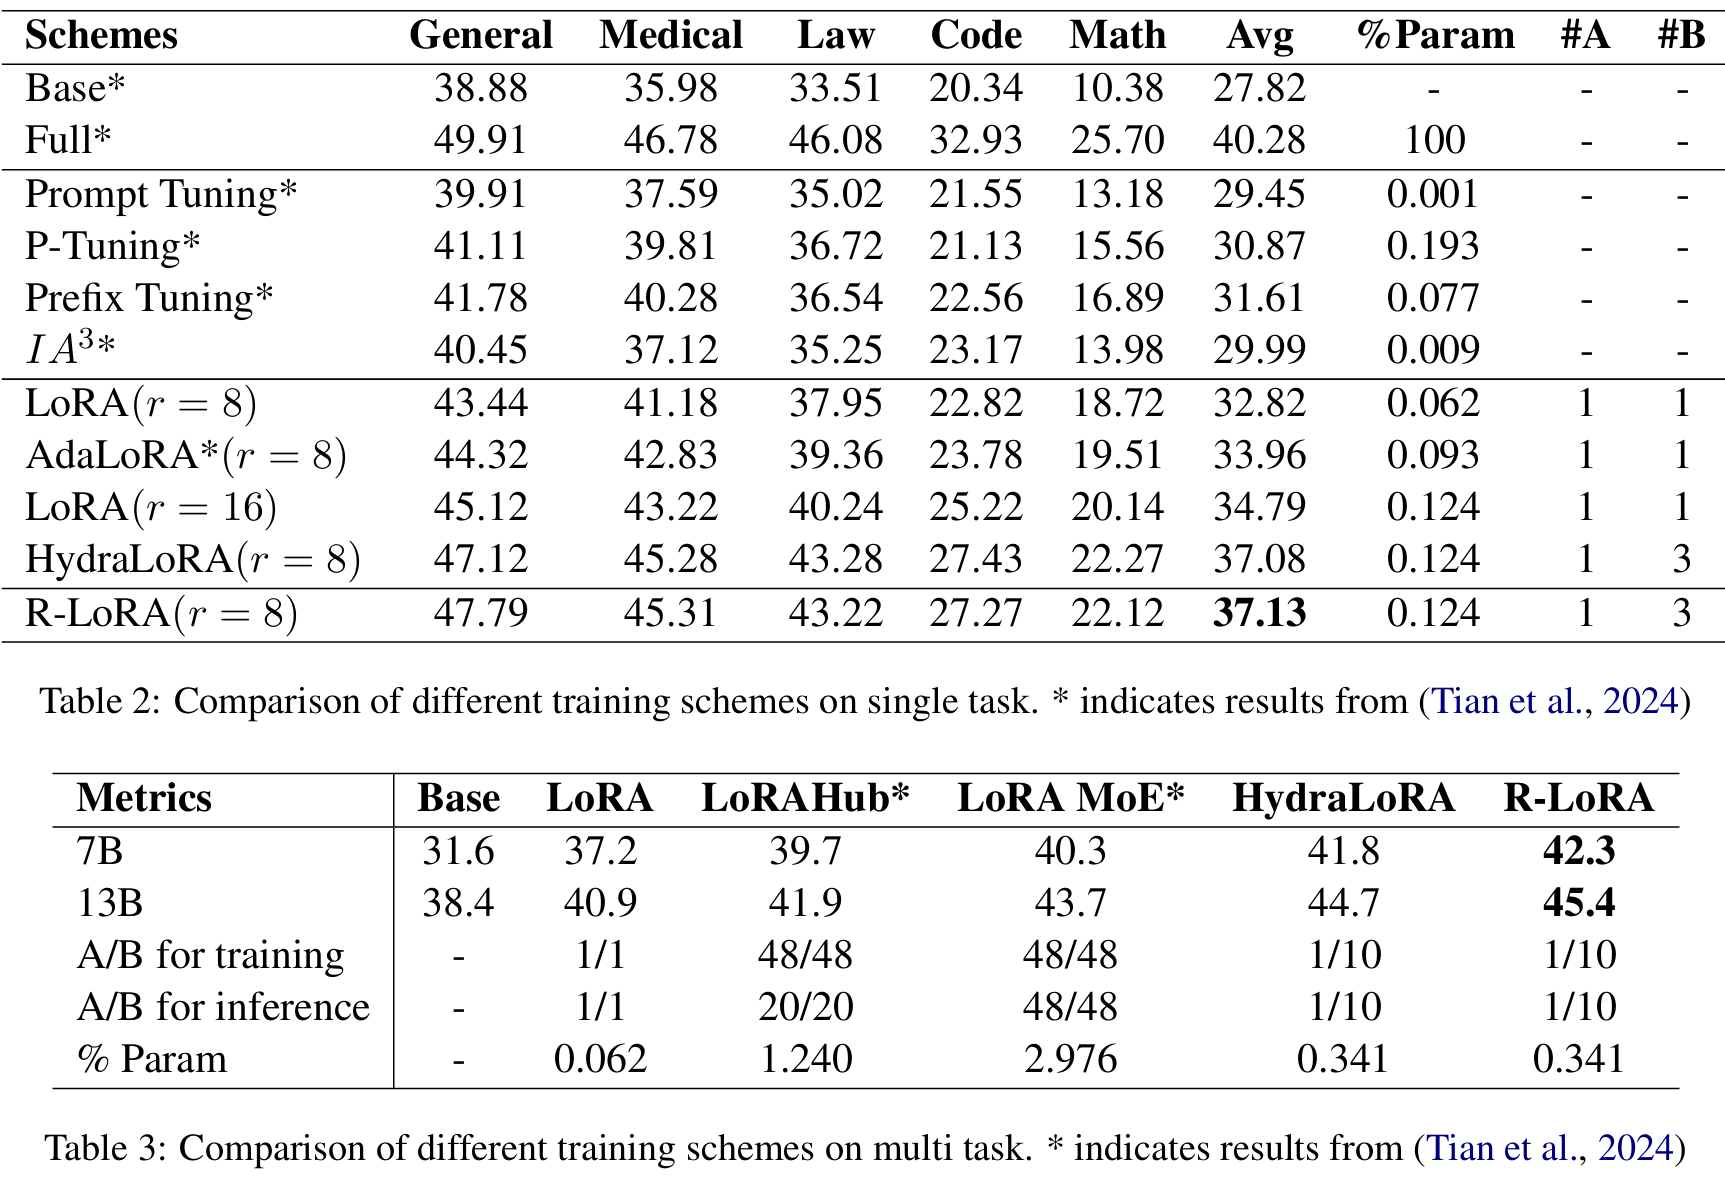 Schemes General Medical Law Code Math Avg %Param #A #B
Base* 38.88 35.98 33.51 20.34 10.38 27.82 - - -
Full* 49.91 46.78 46.08 32.93 25.70 40.28 100 - -
Prompt Tuning* 39.91 37.59 35.02 21.55 13.18 29.45 0.001 - -
P-Tuning* 41.11 39.81 36.72 21.13 15.56 30.87 0.193 - -
Prefix Tuning* 41.78 40.28 36.54 22.56 16.89 31.61 0.077 - -
IA³* 40.45 37.12 35.25 23.17 13.98 29.99 0.009 - -
LoRA(r = 8) 43.44 41.18 37.95 22.82 18.72 32.82 0.062 1 1
AdaLoRA*(r = 8) 44.32 42.83 39.36 23.78 19.51 33.96 0.093 1 1
LoRA(r = 16) 45.12 43.22 40.24 25.22 20.14 34.79 0.124 1 1
HydraLoRA(r = 8) 47.12 45.28 43.28 27.43 22.27 37.08 0.124 1 3
R-LoRA(r = 8) 47.79 45.31 43.22 27.27 22.12 37.13 0.124 1 3
Table 2: Comparison of different training schemes on single task. * indicates results from (Tian et al., 2024)
Metrics Base LoRA LoRAHub* LoRA MoE* HydraLoRA R-LoRA
7B 31.6 37.2 39.7 40.3 41.8 42.3
13B 38.4 40.9 41.9 43.7 44.7 45.4
A/B for training - 1/1 48/48 48/48 1/10 1/10
A/B for inference - 1/1 20/20 48/48 1/10 1/10
% Param - 0.062 1.240 2.976 0.341 0.341
Table 3: Comparison of different training schemes on multi task. * indicates results from (Tian et al., 2024)